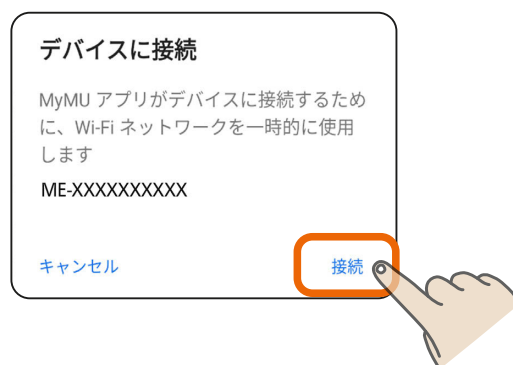 デバイスに接続
MyMU アプリがデバイスに接続するため
に、Wi-Fi ネットワークを一時的に使用
します
ME-XXXXXXXXXX
キャンセル
接続